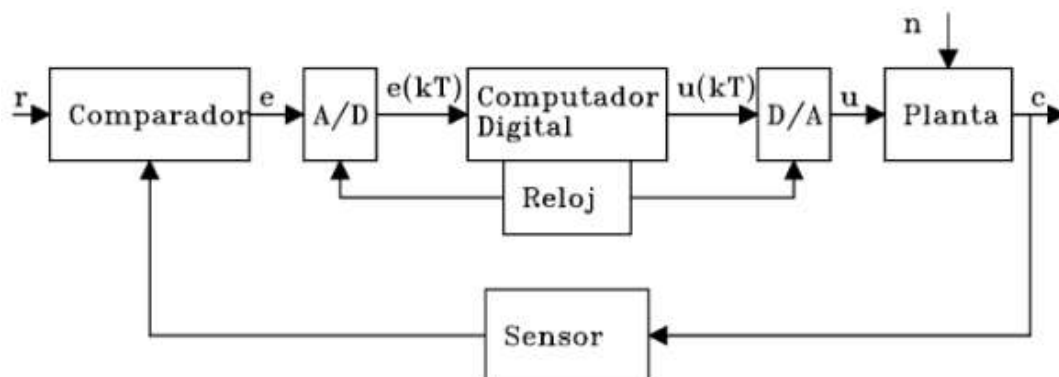 n
r
Comparador
e
A/D
e(kT)
Computador
Digital
u(kT)
D/A
u
Planta
c
Reloj
Sensor